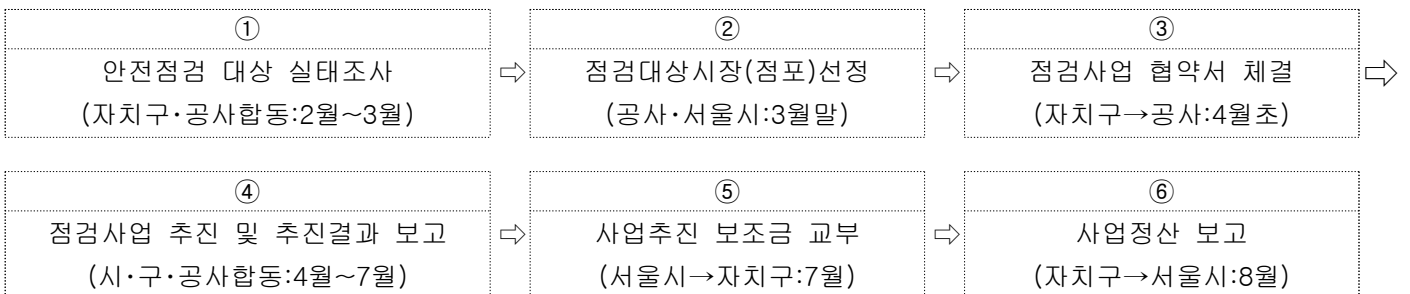 ① ② ③
안전점검 대상 실태조사 ⇨ 점검대상시장(점포)선정 ⇨ 점검사업 협약서 체결 ⇨
(자치구·공사합동:2월~3월) (공사·서울시:3월말) (자치구→공사:4월초)
④ ⑤ ⑥
점검사업 추진 및 추진결과 보고 ⇨ 사업추진 보조금 교부 ⇨ 사업정산 보고
(시·구·공사합동:4월~7월) (서울시→자치구:7월) (자치구→서울시:8월)